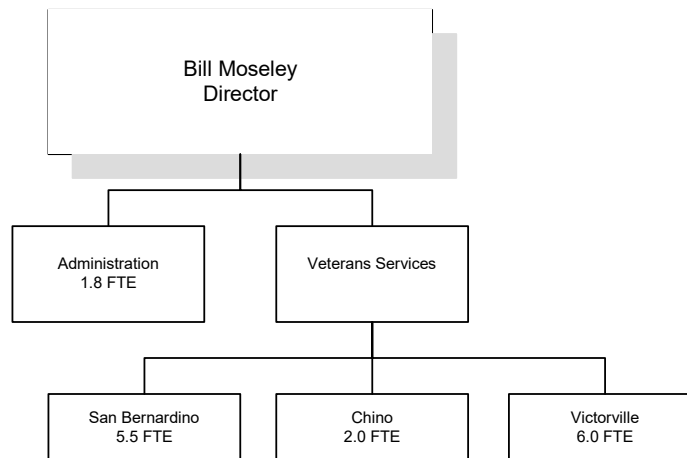 Bill Moseley
Director
Administration
1.8 FTE
Veterans Services
San Bernardino
5.5 FTE
Chino
2.0 FTE
Victorville
6.0 FTE